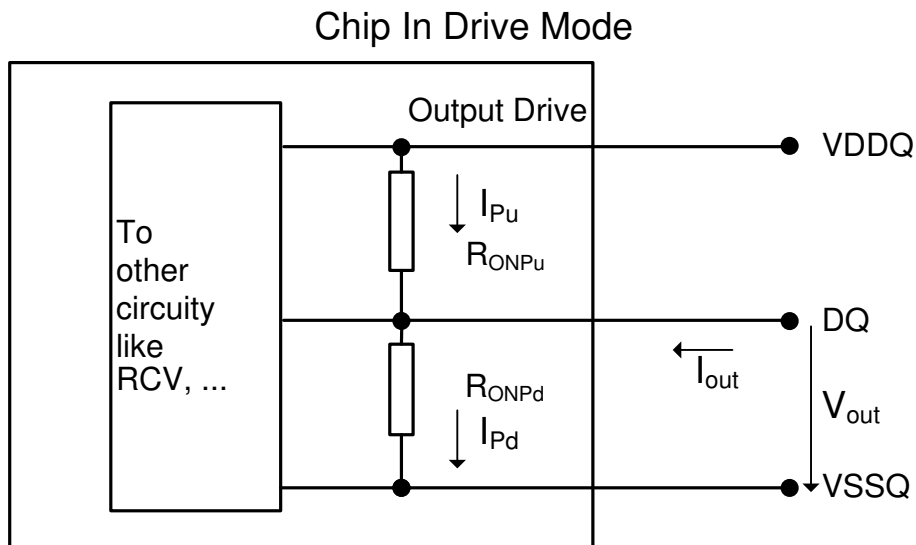 Chip In Drive Mode
Output Drive
VDDQ
I_Pu
R_ONPu
To
other
circuity
like
RCV, ...
DQ
I_out
R_ONPd
I_Pd
V_out
VSSQ